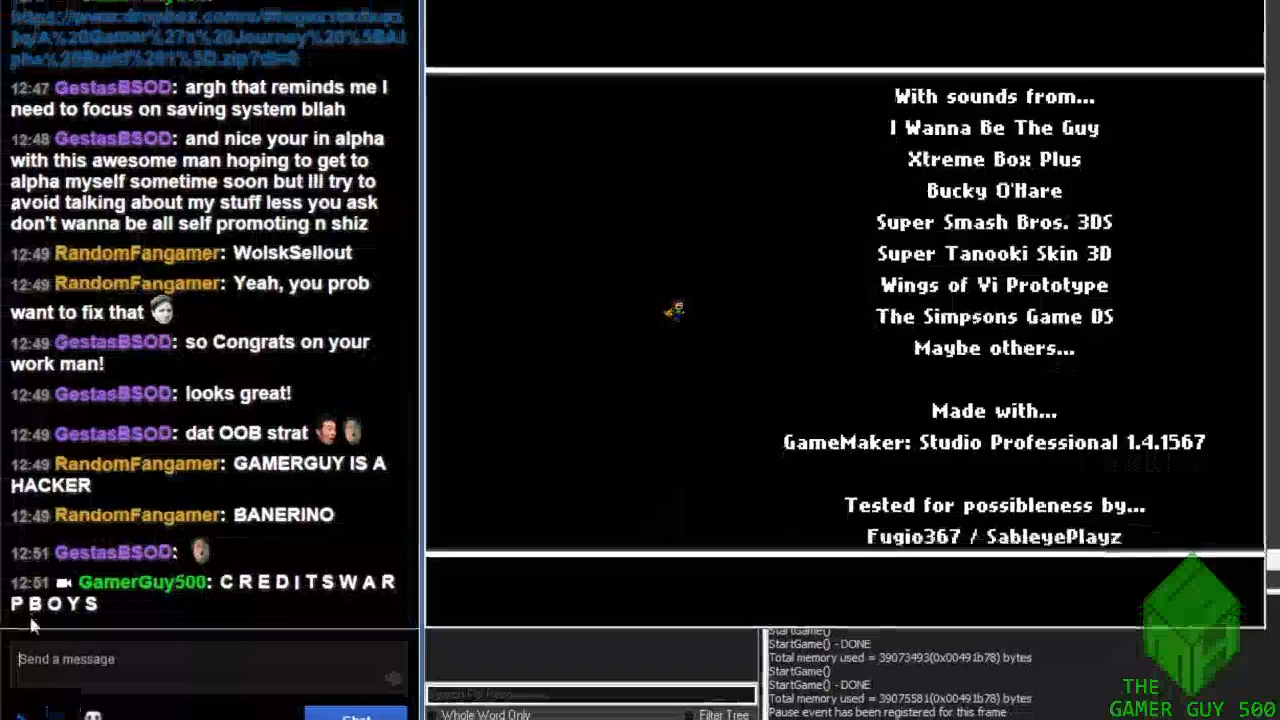 12:47 GestasBSOD: argh that reminds me I
need to focus on saving system bllah
12:48 GestasBSOD: and nice your in alpha
with this awesome man hoping to get to
alpha myself sometime soon but Ill try to
avoid talking about my stuff less you ask
don't wanna be all self promoting n shiz
12:49 RandomFangamer: WolskSellout
12:49 RandomFangamer: Yeah, you prob
want to fix that
12:49 GestasBSOD: so Congrats on your
work man!
12:49 GestasBSOD: looks great!
12:49 GestasBSOD: dat OOB strat
12:49 RandomFangamer: GAMERGUY IS A
HACKER
12:49 RandomFangamer: BANERINO
12:51 GestasBSOD:
12:51 GamerGuy500: C R E D I T S W A R
P B O Y S
Send a message
Chat
With sounds from...
I Wanna Be The Guy
Xtreme Box Plus
Bucky O'Hare
Super Smash Bros. 3DS
Super Tanooki Skin 3D
Wings of Vi Prototype
The Simpsons Game DS
Maybe others...
Made with...
GameMaker: Studio Professional 1.4.1567
Tested for possibleness by...
Fugio367 / SableyePlayz
Whole Word Only
Filter Tree
StartGame()
StartGame() - DONE
Total memory used = 39073493(0x00491b78) bytes
StartGame()
StartGame() - DONE
Total memory used = 39075581(0x00491b78) bytes
Pause event has been registered for this frame
THE
GAMER GUY 500